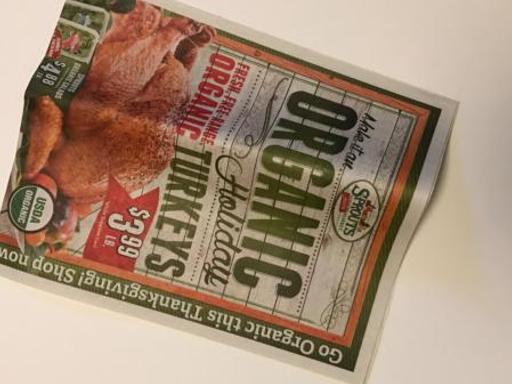 Make it an
SPROUTS
ORGANIC
Holiday
FRESH, FREE-RANGE
ORGANIC
TURKEYS
$3.99
LB.
USDA
ORGANIC
$4.88
Go Organic this Thanksgiving! Shop now